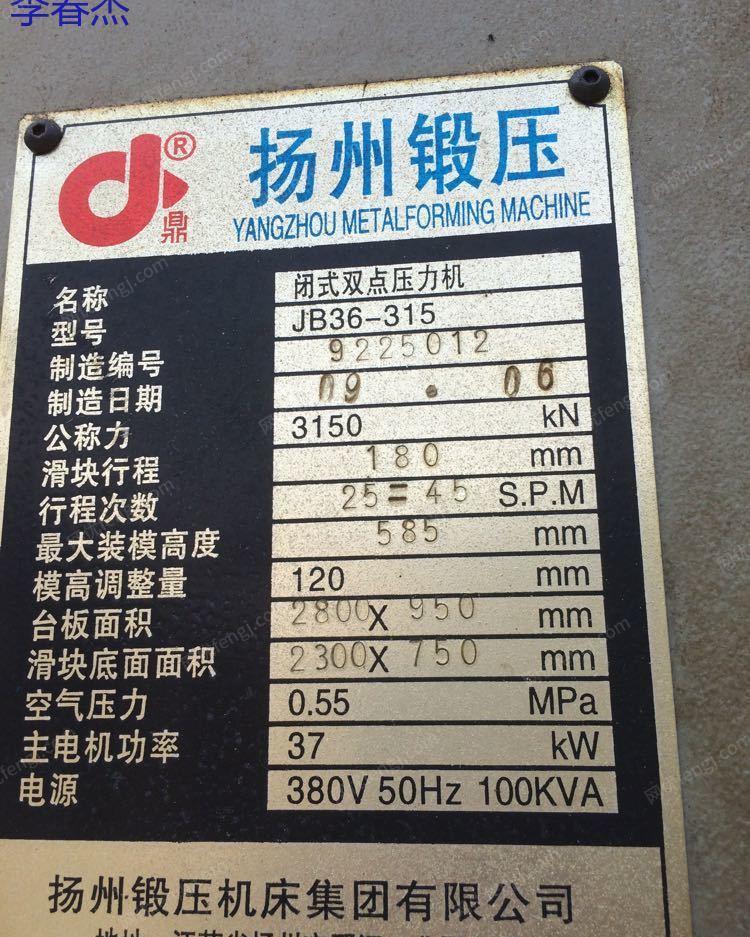 李春杰
® 鼎
扬州锻压
YANGZHOU METALFORMING MACHINE
名称 闭式双点压力机
型号 JB36-315
制造编号 9225012
制造日期 09 . 06
公称力 3150 kN
滑块行程 180 mm
行程次数 25=45 S.P.M
最大装模高度 585 mm
模高调整量 120 mm
台板面积 2800X 950 mm
滑块底面面积 2300X 750 mm
空气压力 0.55 MPa
主电机功率 37 kW
电源 380V 50Hz 100KVA
扬州锻压机床集团有限公司